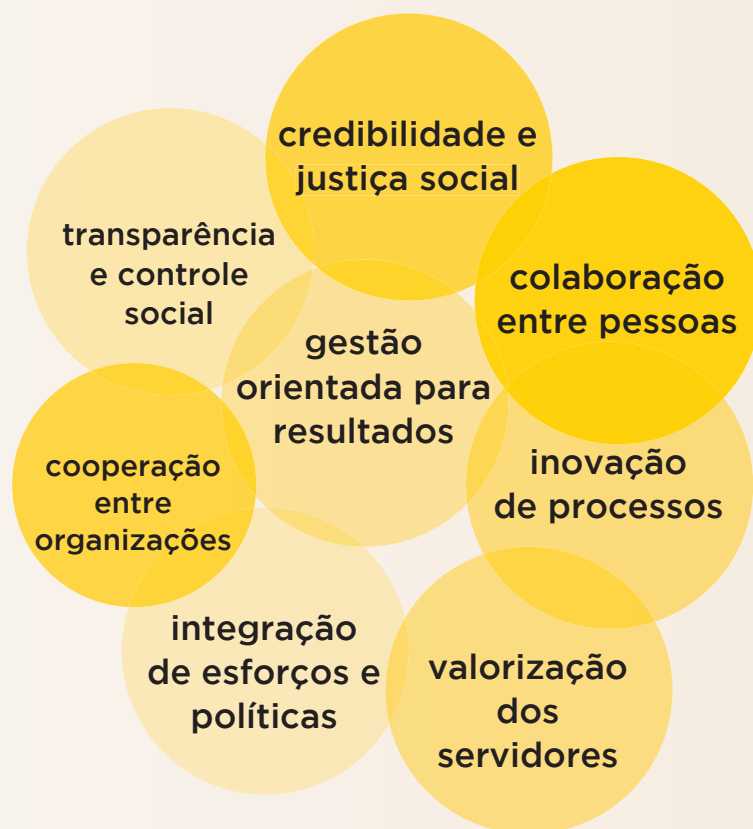 credibilidade e
justiça social
transparência
e controle
social
colaboração
entre pessoas
gestão
orientada para
resultados
cooperação
entre
organizações
inovação
de processos
integração
de esforços e
políticas
valorização
dos
servidores